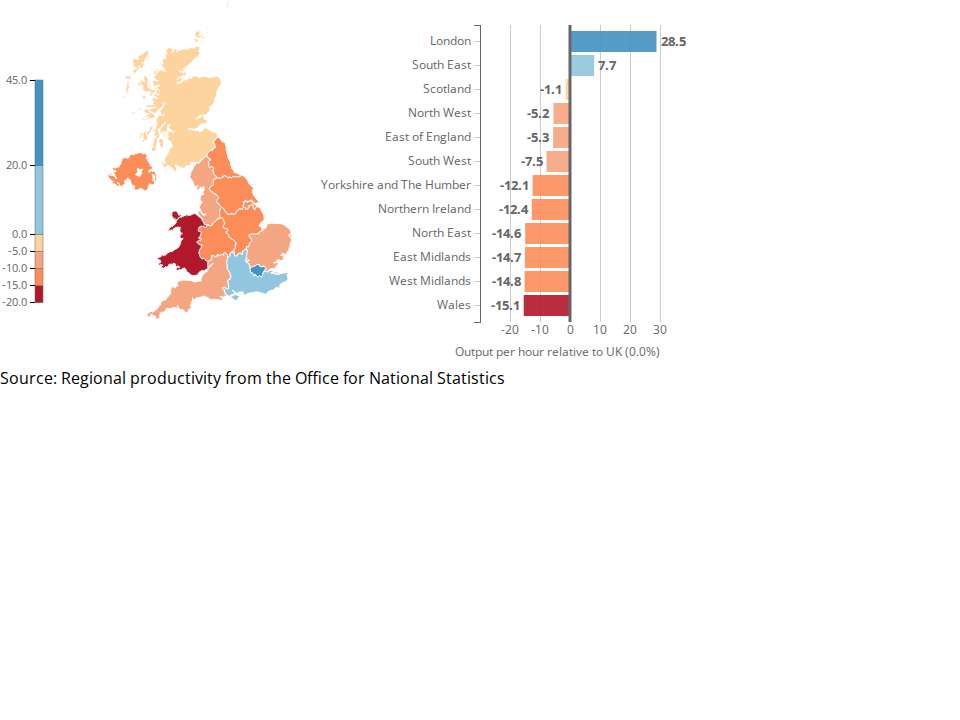 45.0
20.0
0.0
-5.0
-10.0
-15.0
-20.0
London 28.5
South East 7.7
Scotland -1.1
North West -5.2
East of England -5.3
South West -7.5
Yorkshire and The Humber -12.1
Northern Ireland -12.4
North East -14.6
East Midlands -14.7
West Midlands -14.8
Wales -15.1
-20 -10 0 10 20 30
Output per hour relative to UK (0.0%)
Source: Regional productivity from the Office for National Statistics